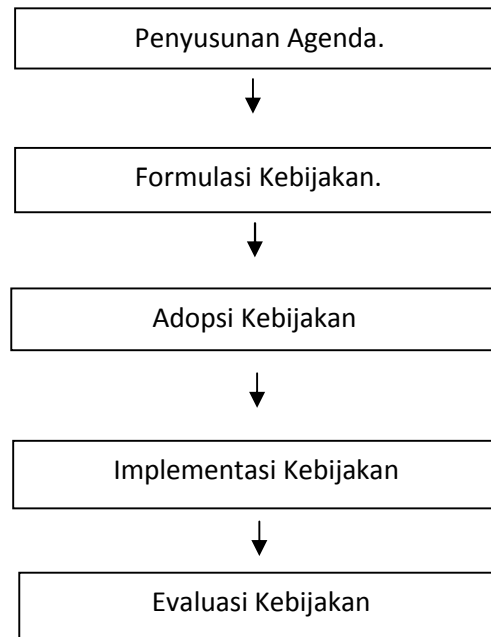 Penyusunan Agenda.
Formulasi Kebijakan.
Adopsi Kebijakan
Implementasi Kebijakan
Evaluasi Kebijakan